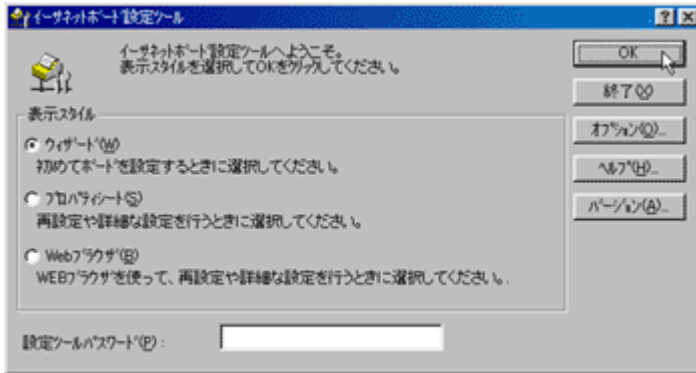 ｲｰｻﾈｯﾄﾎﾞｰﾄﾞ設定ﾂｰﾙ
ｲｰｻﾈｯﾄﾎﾞｰﾄﾞ設定ﾂｰﾙへようこそ。
表示ｽﾀｲﾙを選択してOKをｸﾘｯｸしてください。
OK
終了(X)
ｵﾌﾟｼｮﾝ(O)...
ﾍﾙﾌﾟ(H)...
ﾊﾞｰｼﾞｮﾝ(A)...
表示ｽﾀｲﾙ
ｳｨｻﾞｰﾄﾞ(W)
初めてﾎﾞｰﾄﾞを設定するときに選択してください。
ﾌﾟﾛﾊﾟﾃｨｼｰﾄ(S)
再設定や詳細な設定を行うときに選択してください。
Webﾌﾞﾗｳｻﾞ(B)
WEBﾌﾞﾗｳｻﾞを使って、再設定や詳細な設定を行うときに選択してください。.
設定ﾂｰﾙﾊﾟｽﾜｰﾄﾞ(P) :